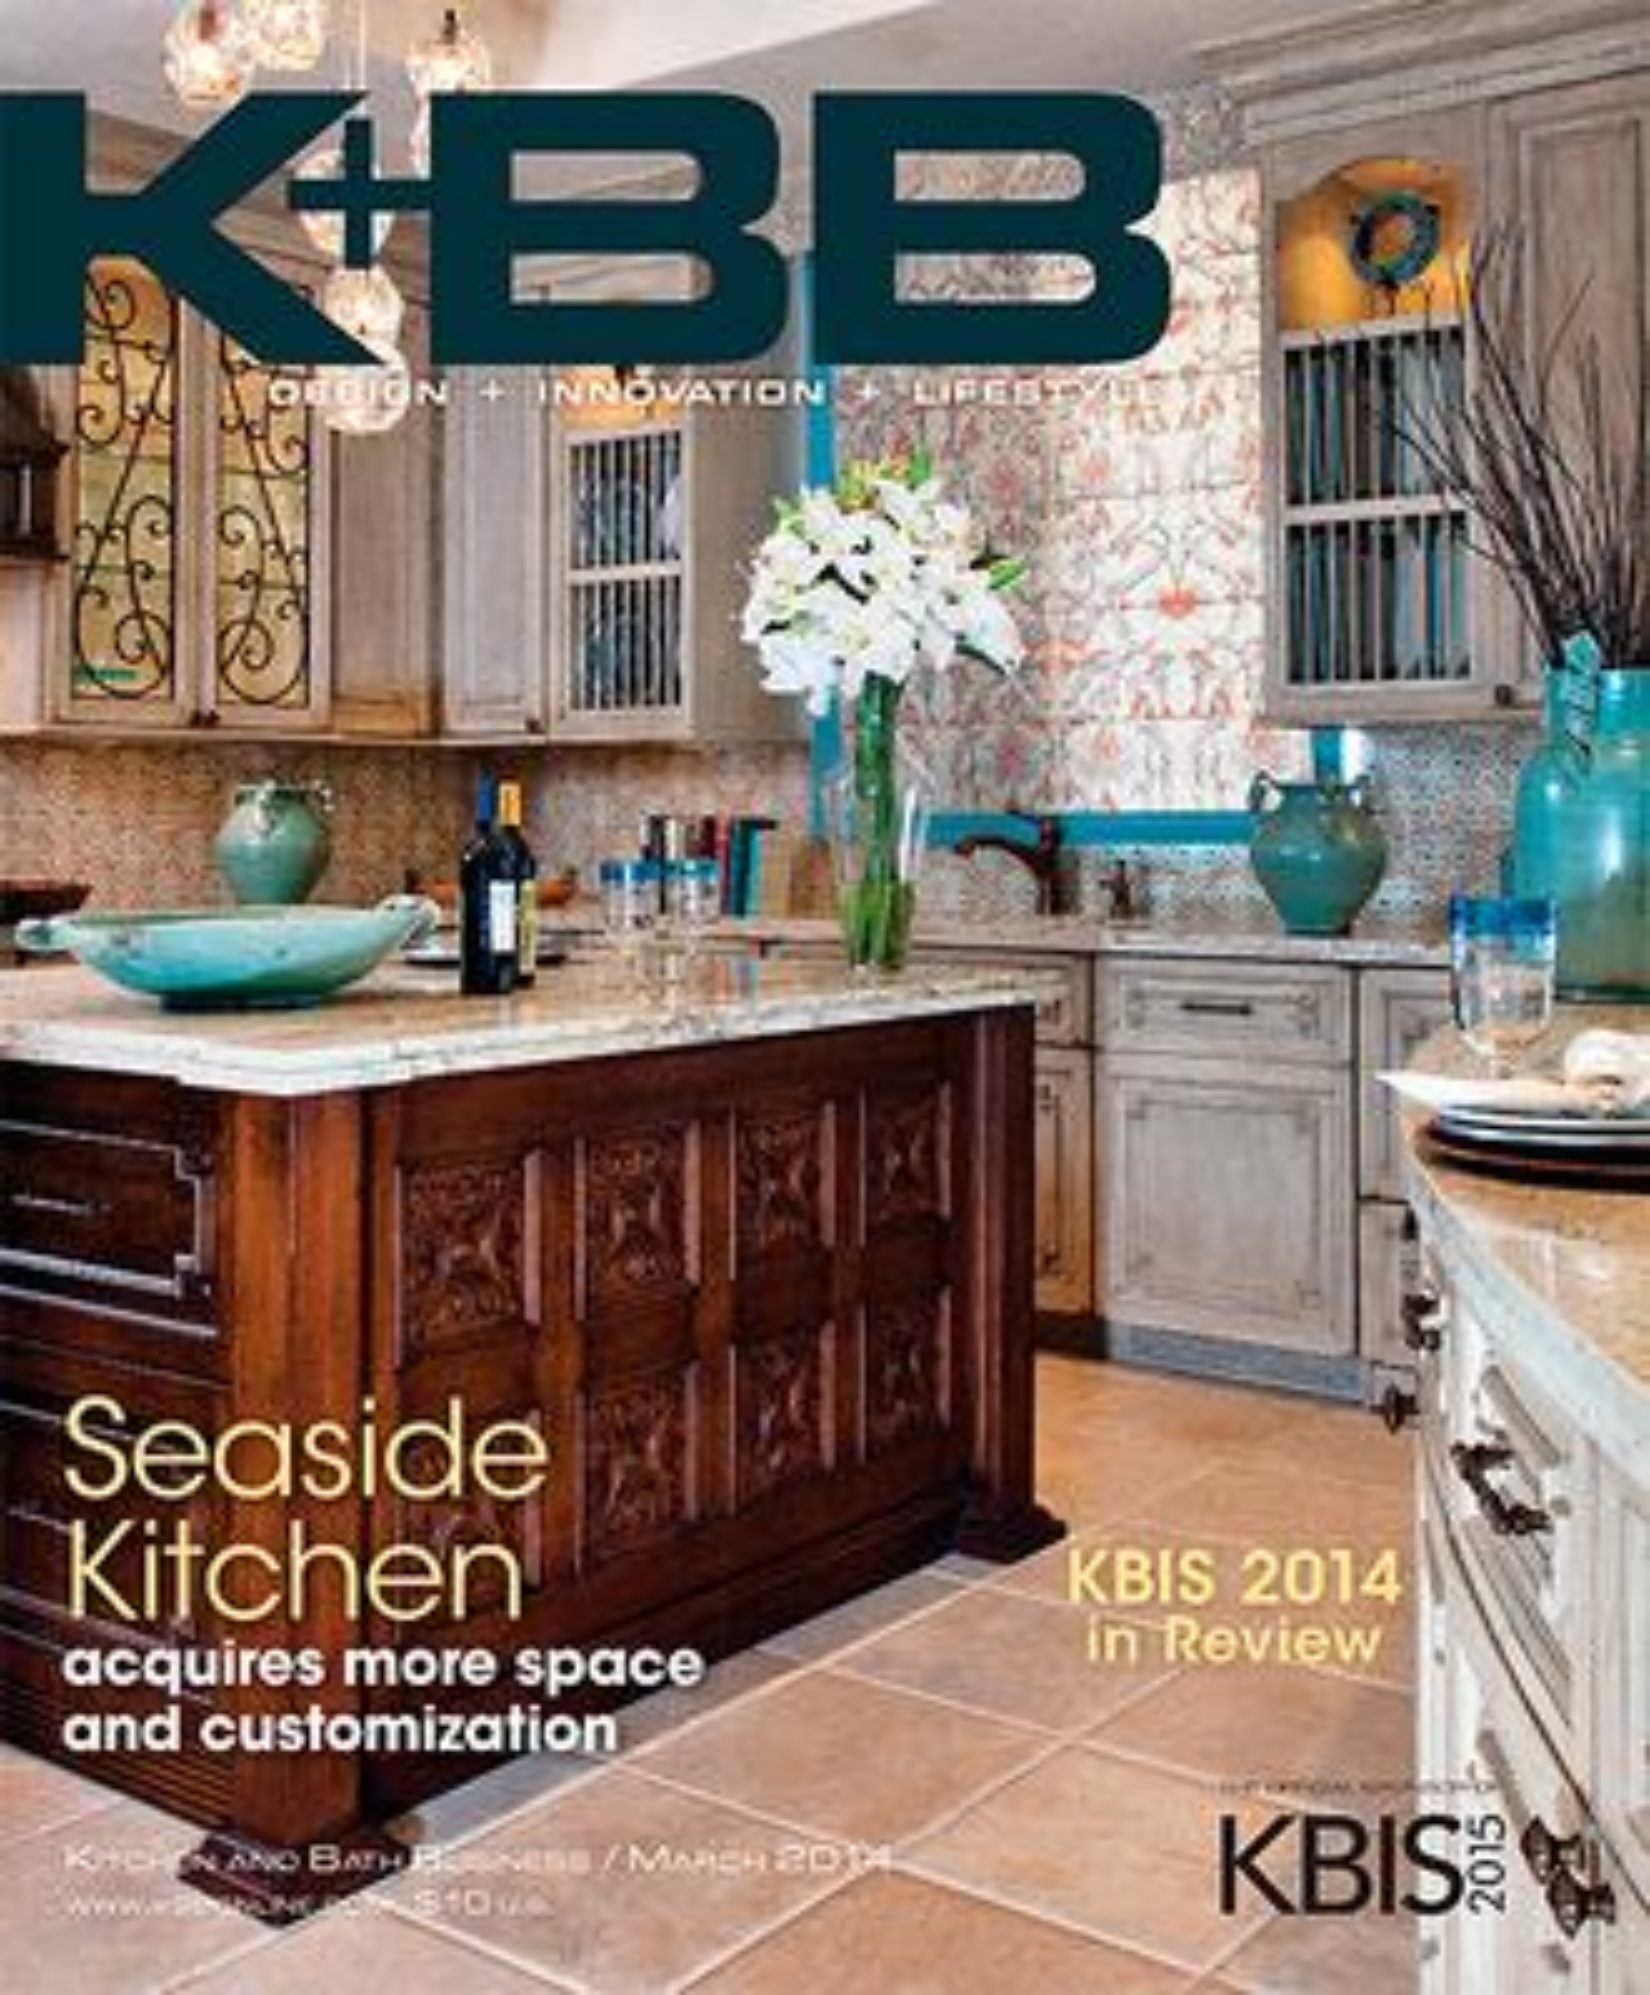 K+BB
DESIGN + INNOVATION + LIFESTYLE
Seaside
Kitchen
acquires more space
and customization
KBIS 2014
in Review
KITCHEN AND BATH BUSINESS / MARCH 2014
$10 U.S.
KBIS 2015